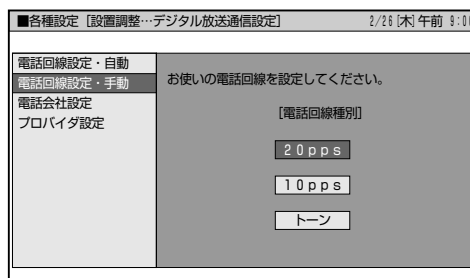 ■各種設定［設置調整…デジタル放送通信設定］ 2/26［木］午前 9:00
電話回線設定・自動
電話回線設定・手動
電話会社設定
プロバイダ設定
お使いの電話回線を設定してください。
［電話回線種別］
２０ｐｐｓ
１０ｐｐｓ
トーン